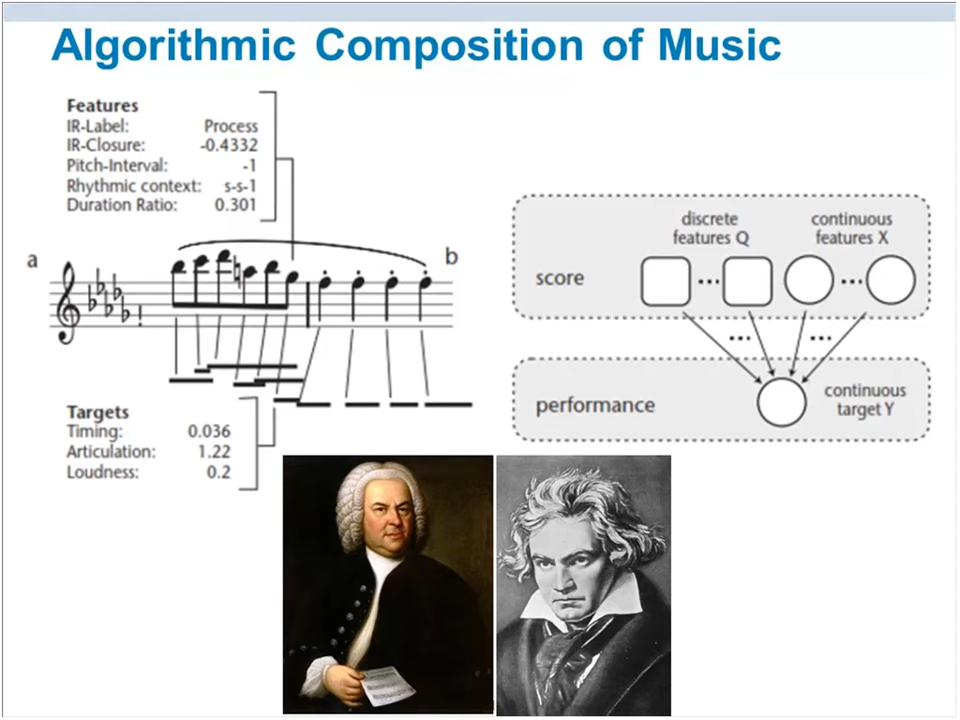 Algorithmic Composition of Music
Features
IR-Label: Process
IR-Closure: -0.4332
Pitch-Interval: -1
Rhythmic context: s-s-1
Duration Ratio: 0.301
a
b
Targets
Timing: 0.036
Articulation: 1.22
Loudness: 0.2
discrete
features Q
continuous
features X
score
...
...
...
...
performance
continuous
target Y